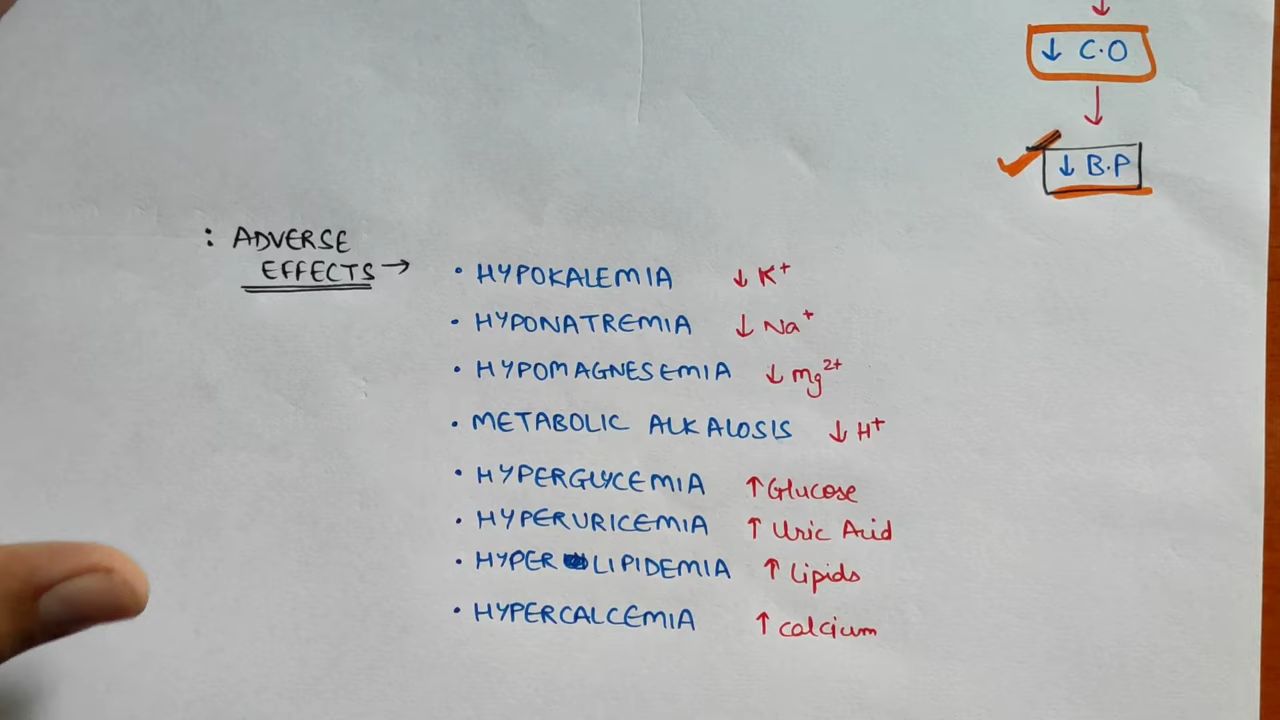 ↓ C.O
↓ B.P
: ADVERSE
EFFECTS →
• HYPOKALEMIA ↓ K⁺
• HYPONATREMIA ↓ Na⁺
• HYPOMAGNESEMIA ↓ Mg²⁺
• METABOLIC ALKALOSIS ↓ H⁺
• HYPERGLYCEMIA ↑ Glucose
• HYPERURICEMIA ↑ Uric Acid
• HYPER LIPIDEMIA ↑ Lipids
• HYPERCALCEMIA ↑ Calcium